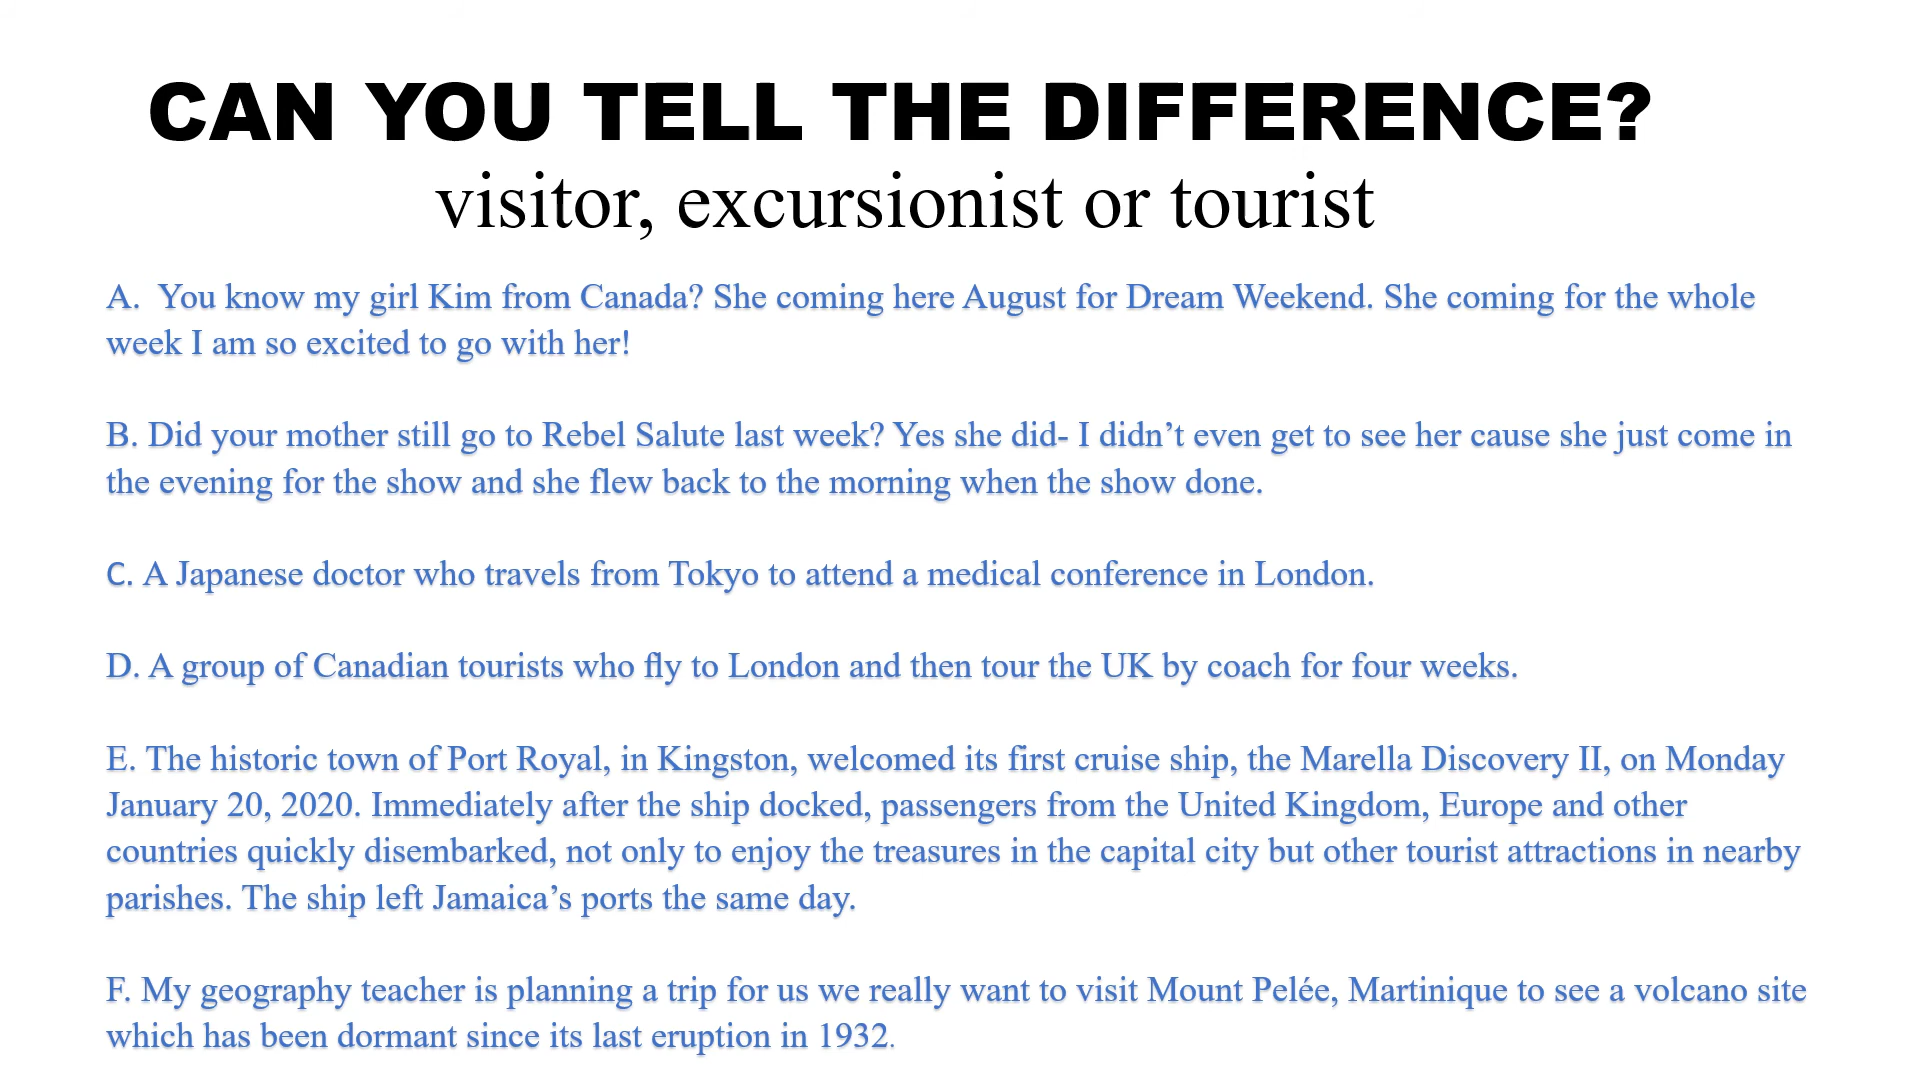 CAN YOU TELL THE DIFFERENCE?
visitor, excursionist or tourist
A.  You know my girl Kim from Canada? She coming here August for Dream Weekend. She coming for the whole
week I am so excited to go with her!
B. Did your mother still go to Rebel Salute last week? Yes she did- I didn’t even get to see her cause she just come in
the evening for the show and she flew back to the morning when the show done.
C. A Japanese doctor who travels from Tokyo to attend a medical conference in London.
D. A group of Canadian tourists who fly to London and then tour the UK by coach for four weeks.
E. The historic town of Port Royal, in Kingston, welcomed its first cruise ship, the Marella Discovery II, on Monday
January 20, 2020. Immediately after the ship docked, passengers from the United Kingdom, Europe and other
countries quickly disembarked, not only to enjoy the treasures in the capital city but other tourist attractions in nearby
parishes. The ship left Jamaica’s ports the same day.
F. My geography teacher is planning a trip for us we really want to visit Mount Pelée, Martinique to see a volcano site
which has been dormant since its last eruption in 1932.